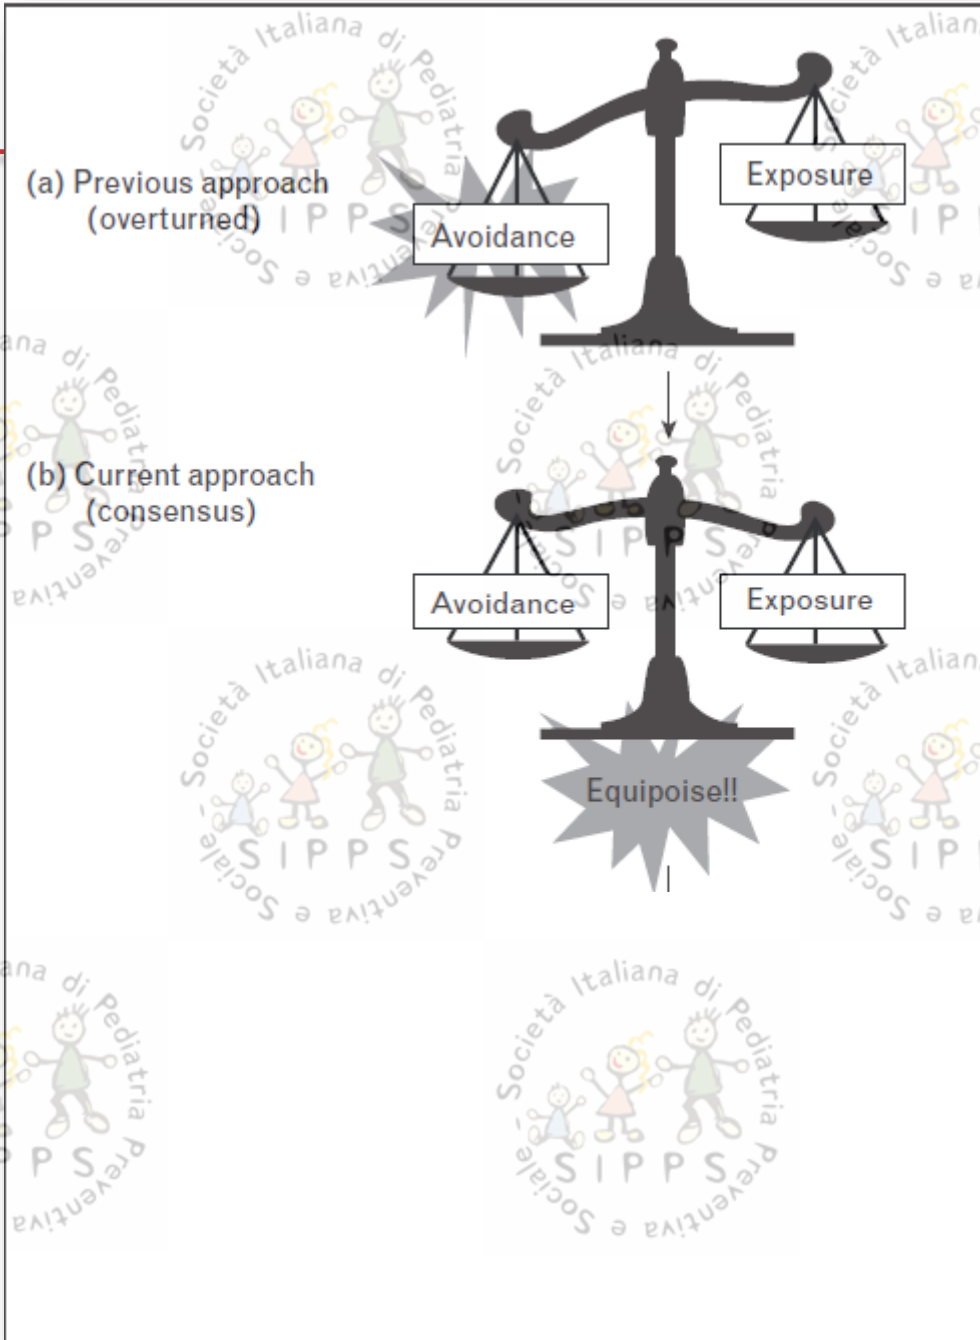 (a) Previous approach
(overturned)
Avoidance
Exposure
(b) Current approach
(consensus)
Avoidance
Exposure
Equipoise!!
Società Italiana di Pediatria Preventiva e Sociale -
SIPPS